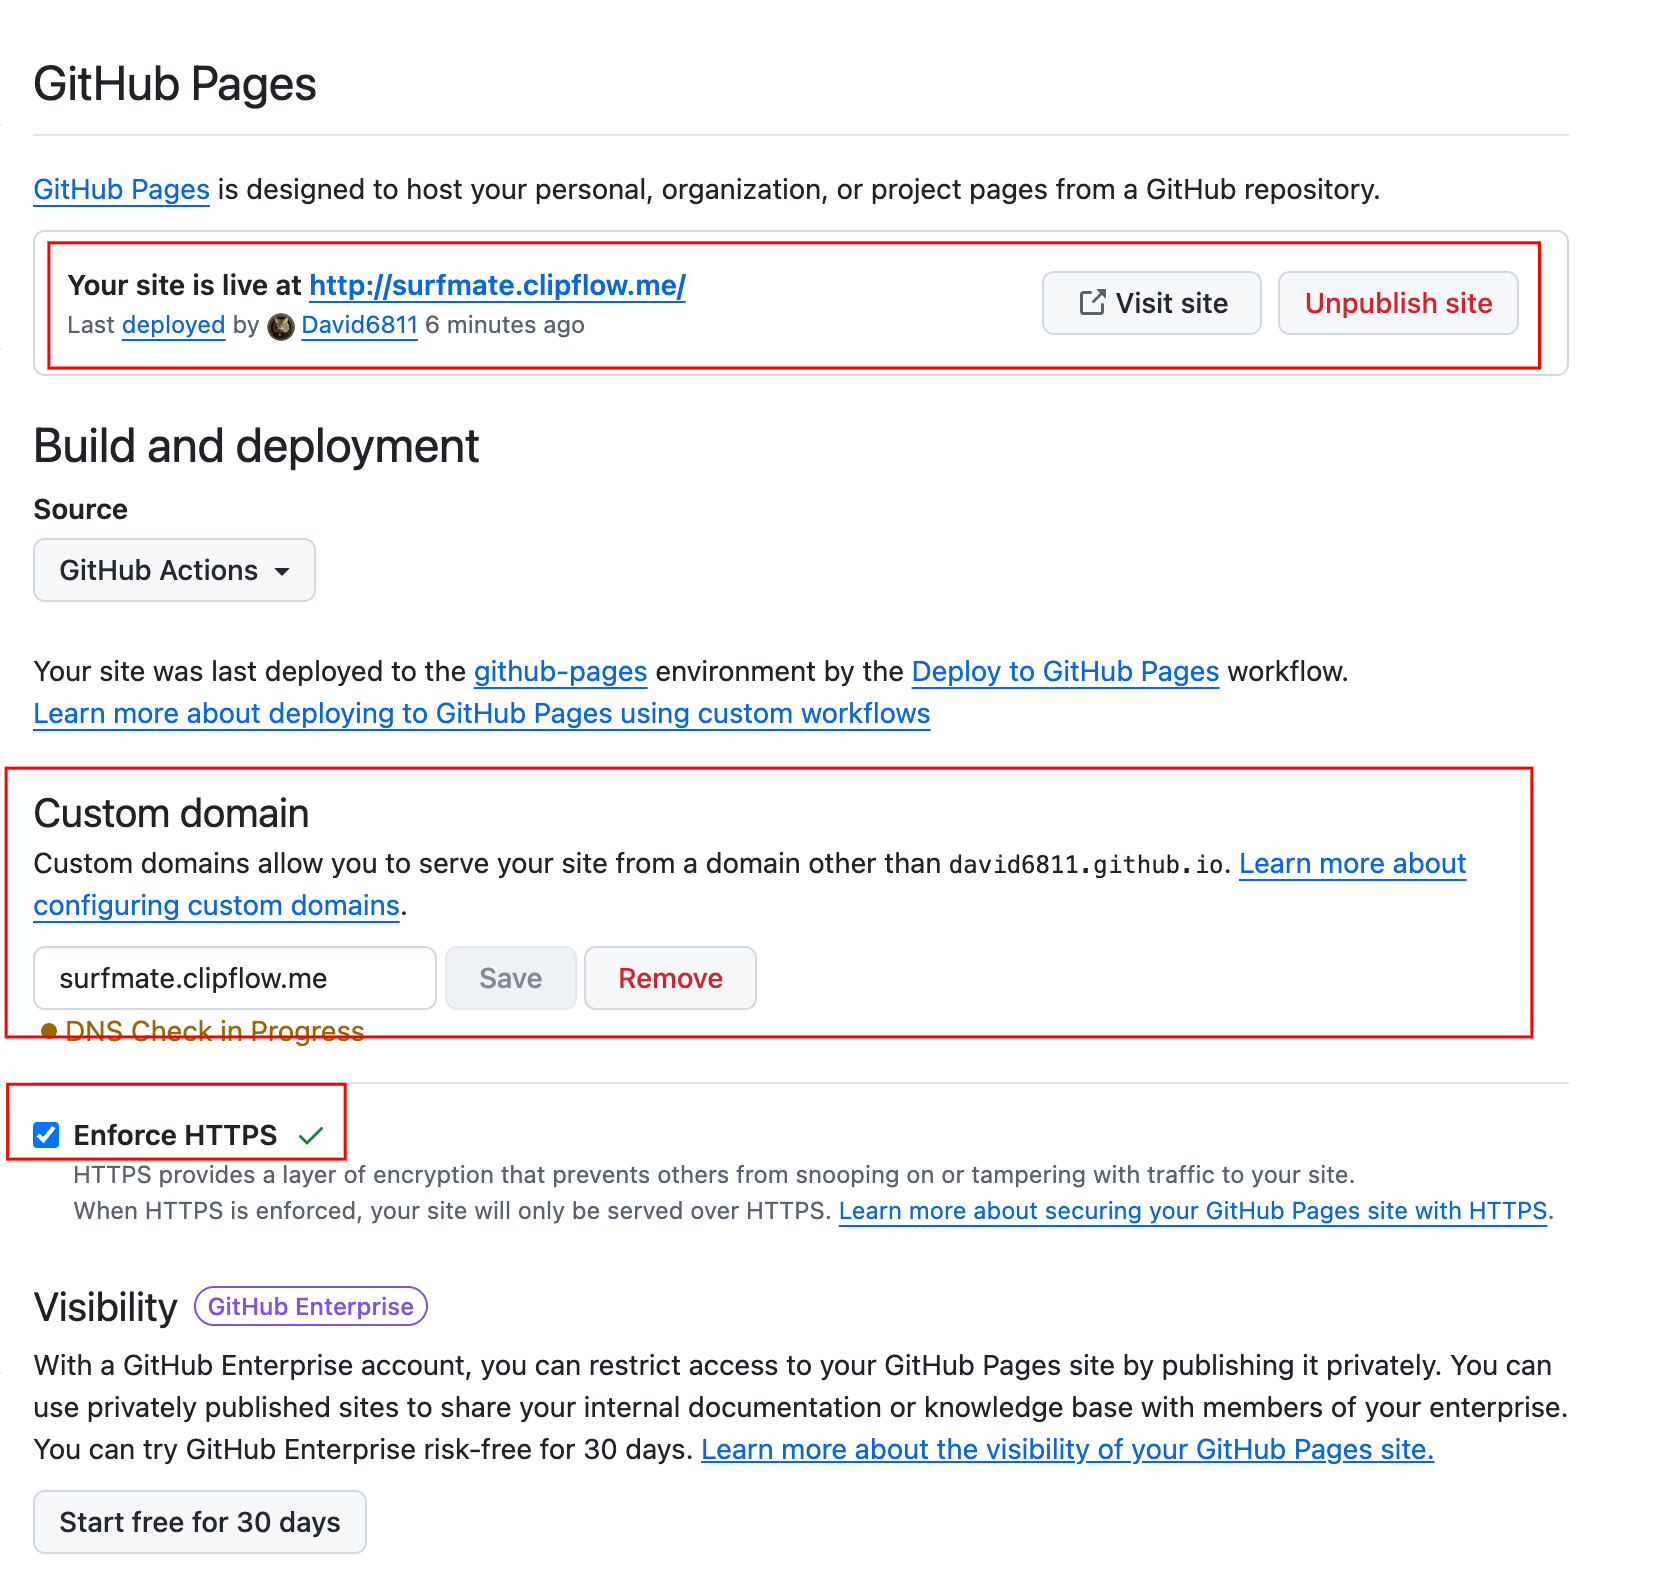 GitHub Pages
GitHub Pages is designed to host your personal, organization, or project pages from a GitHub repository.
Your site is live at http://surfmate.clipflow.me/
Last deployed by David6811 6 minutes ago
Visit site
Unpublish site
Build and deployment
Source
GitHub Actions
Your site was last deployed to the github-pages environment by the Deploy to GitHub Pages workflow.
Learn more about deploying to GitHub Pages using custom workflows
Custom domain
Custom domains allow you to serve your site from a domain other than david6811.github.io. Learn more about
configuring custom domains.
surfmate.clipflow.me
Save
Remove
DNS Check in Progress
Enforce HTTPS
HTTPS provides a layer of encryption that prevents others from snooping on or tampering with traffic to your site.
When HTTPS is enforced, your site will only be served over HTTPS. Learn more about securing your GitHub Pages site with HTTPS.
Visibility
GitHub Enterprise
With a GitHub Enterprise account, you can restrict access to your GitHub Pages site by publishing it privately. You can
use privately published sites to share your internal documentation or knowledge base with members of your enterprise.
You can try GitHub Enterprise risk-free for 30 days. Learn more about the visibility of your GitHub Pages site.
Start free for 30 days